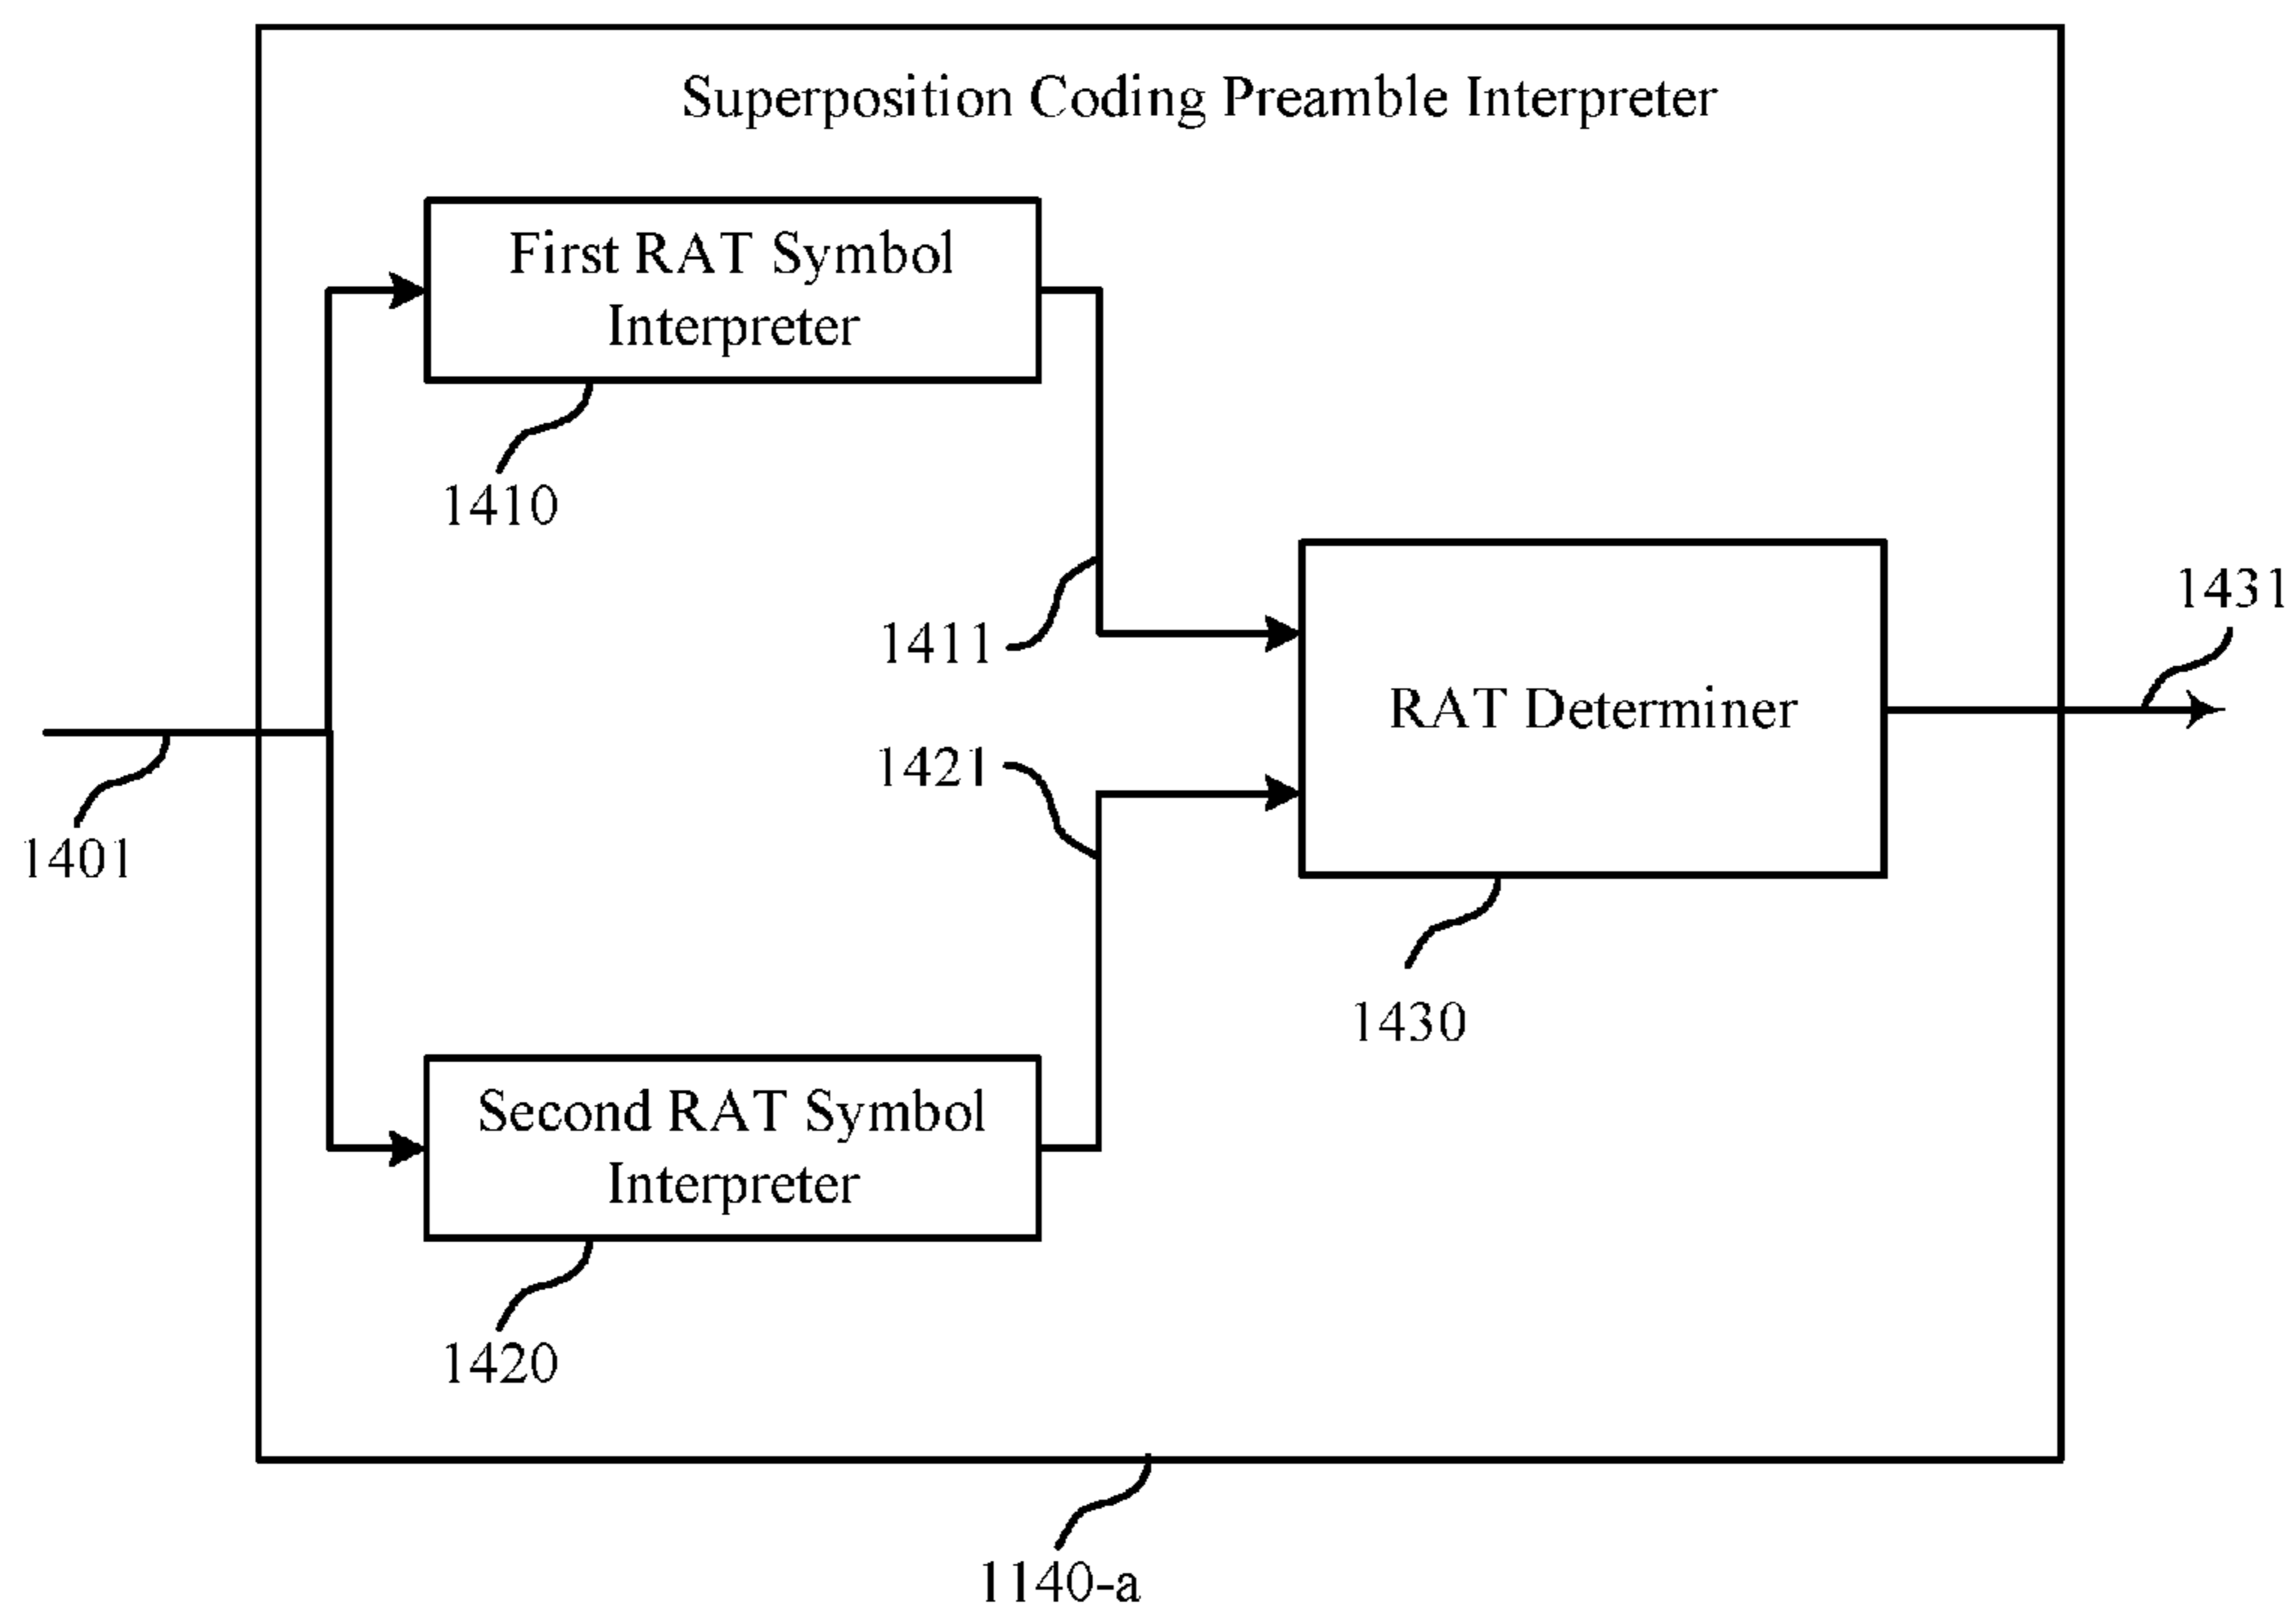 Superposition Coding Preamble Interpreter
First RAT Symbol
Interpreter
1410
1411
1431
RAT Determiner
1421
1401
1430
Second RAT Symbol
Interpreter
1420
1140-a